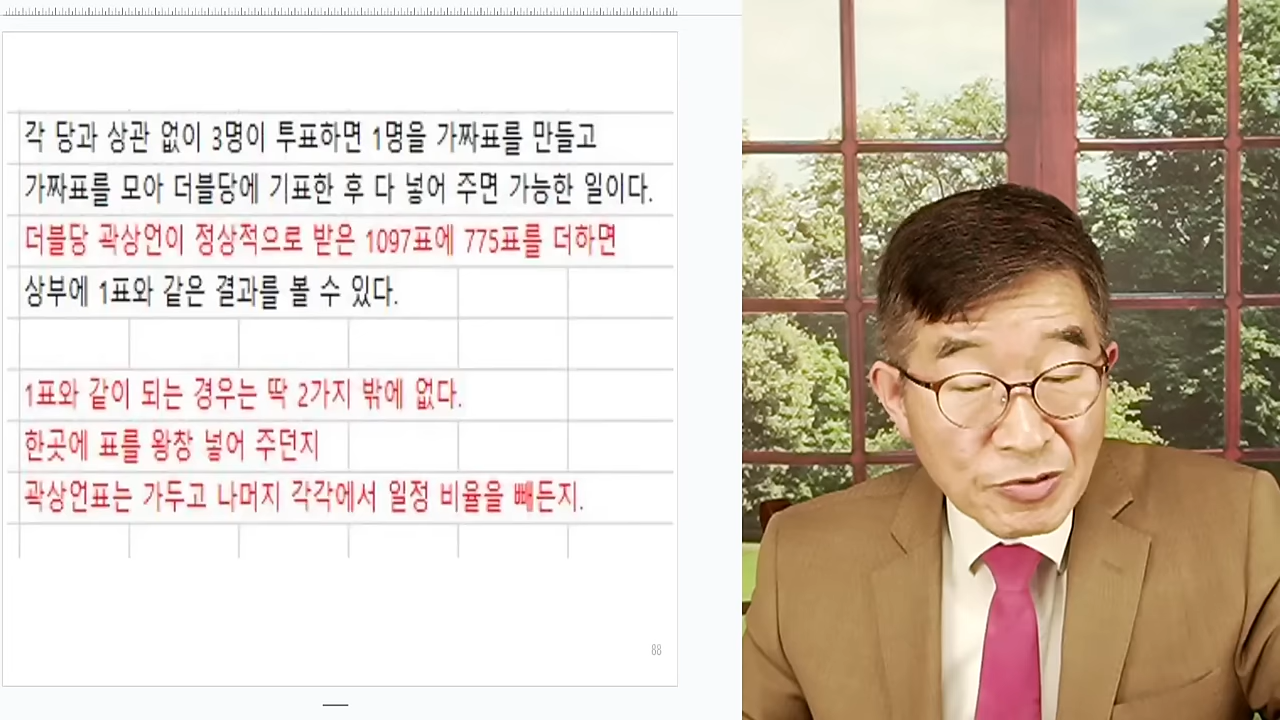 각 당과 상관 없이 3명이 투표하면 1명을 가짜표를 만들고
가짜표를 모아 더블당에 기표한 후 다 넣어 주면 가능한 일이다.
더블당 곽상언이 정상적으로 받은 1097표에 775표를 더하면
상부에 1표와 같은 결과를 볼 수 있다.
1표와 같이 되는 경우는 딱 2가지 밖에 없다.
한곳에 표를 왕창 넣어 주던지
곽상언표는 가두고 나머지 각각에서 일정 비율을 빼든지.
88